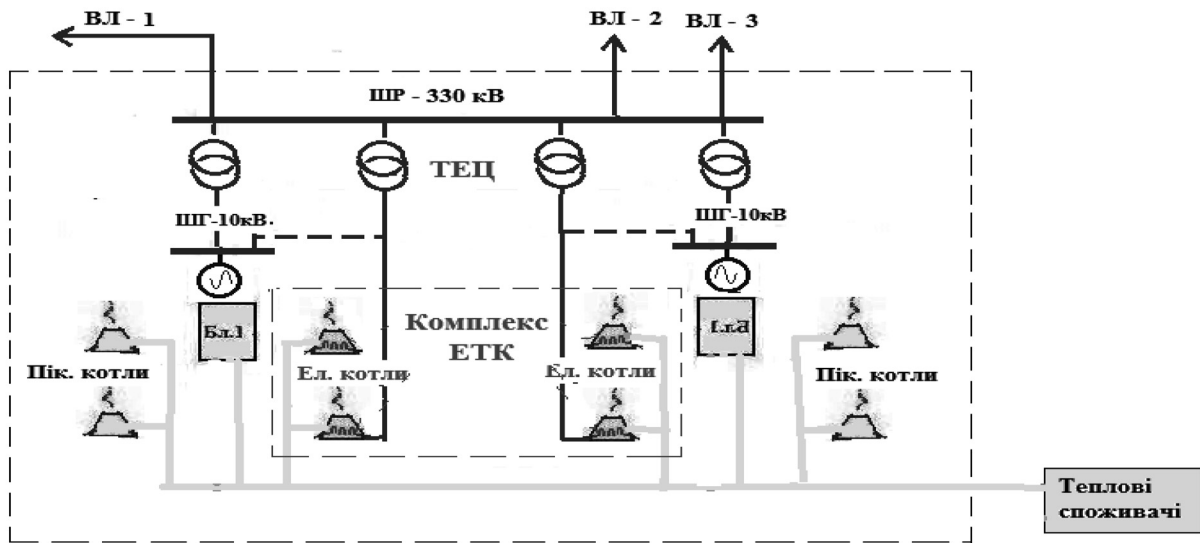 ВЛ - 1
ВЛ - 2
ВЛ - 3
ШР - 330 кВ
ТЕЦ
ШГ-10кВ.
ШГ-10кВ
Бл.1
Комплекс
ЕТК
Пік. котли
Ел. котли
Ел. котли
Пік. котли
Теплові
споживачі